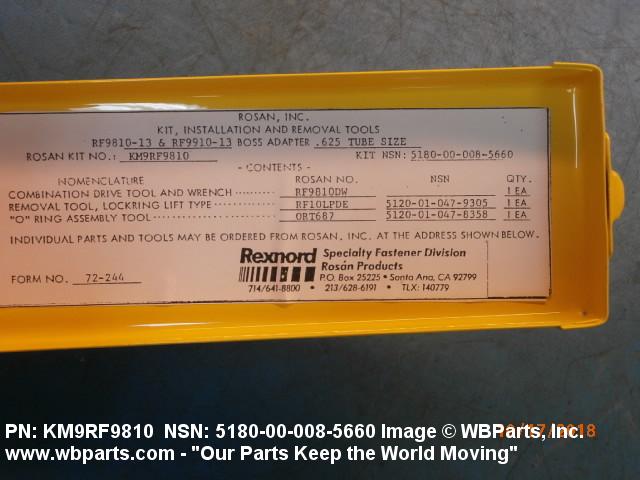 ROSAN, INC.
KIT, INSTALLATION AND REMOVAL TOOLS
RF9810-13 & RF9910-13 BOSS ADAPTER .625 TUBE SIZE
ROSAN KIT NO.: KM9RF9810 KIT NSN: 5180-00-008-5660
- CONTENTS -
NOMENCLATURE ROSAN NO. NSN QTY.
COMBINATION DRIVE TOOL AND WRENCH .......... RF9810DW 1 EA
REMOVAL TOOL, LOCKRING LIFT TYPE .............. RF10LPDE 5120-01-047-9305 1 EA
"O" RING ASSEMBLY TOOL ............................ ORT687 5120-01-047-8358 1 EA
INDIVIDUAL PARTS AND TOOLS MAY BE ORDERED FROM ROSAN, INC. AT THE ADDRESS SHOWN BELOW.
FORM NO. 72-244
Rexnord Specialty Fastener Division
Rosán Products
P.O. Box 25225 • Santa Ana, CA 92799
714/641-8800 • 213/628-6191 • TLX: 140779
PN: KM9RF9810 NSN: 5180-00-008-5660 Image © WBParts, Inc.
www.wbparts.com - "Our Parts Keep the World Moving"